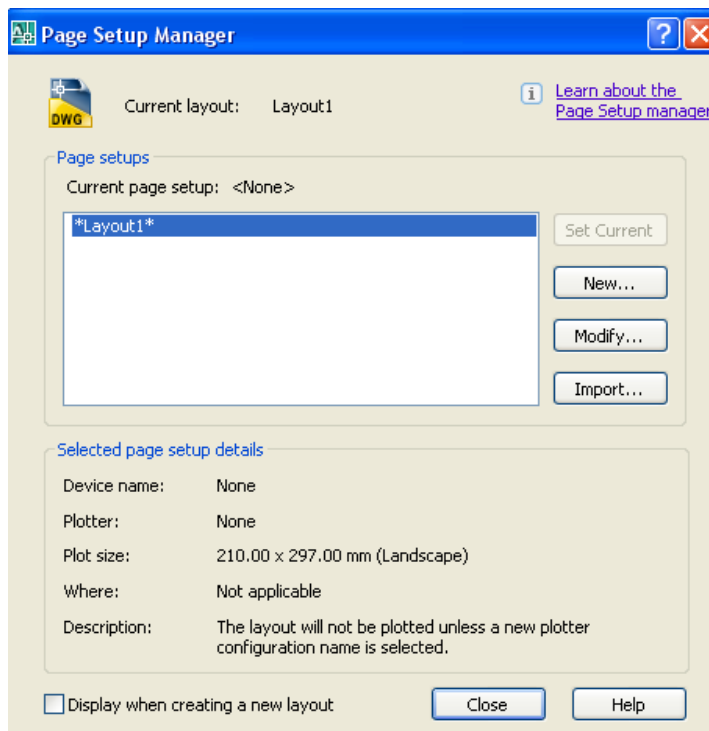 Page Setup Manager
DWG
Current layout: Layout1
Learn about the
Page Setup manager
Page setups
Current page setup: <None>
*Layout1*
Set Current
New...
Modify...
Import...
Selected page setup details
Device name: None
Plotter: None
Plot size: 210.00 x 297.00 mm (Landscape)
Where: Not applicable
Description: The layout will not be plotted unless a new plotter
configuration name is selected.
Display when creating a new layout
Close
Help